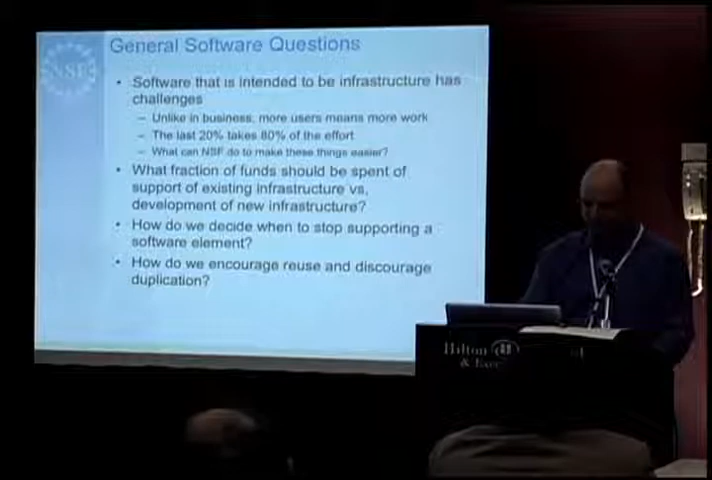 NSF
General Software Questions
• Software that is intended to be infrastructure has
challenges
– Unlike in business, more users means more work
– The last 20% takes 80% of the effort
– What can NSF do to make these things easier?
• What fraction of funds should be spent of
support of existing infrastructure vs.
development of new infrastructure?
• How do we decide when to stop supporting a
software element?
• How do we encourage reuse and discourage
duplication?
Hilton